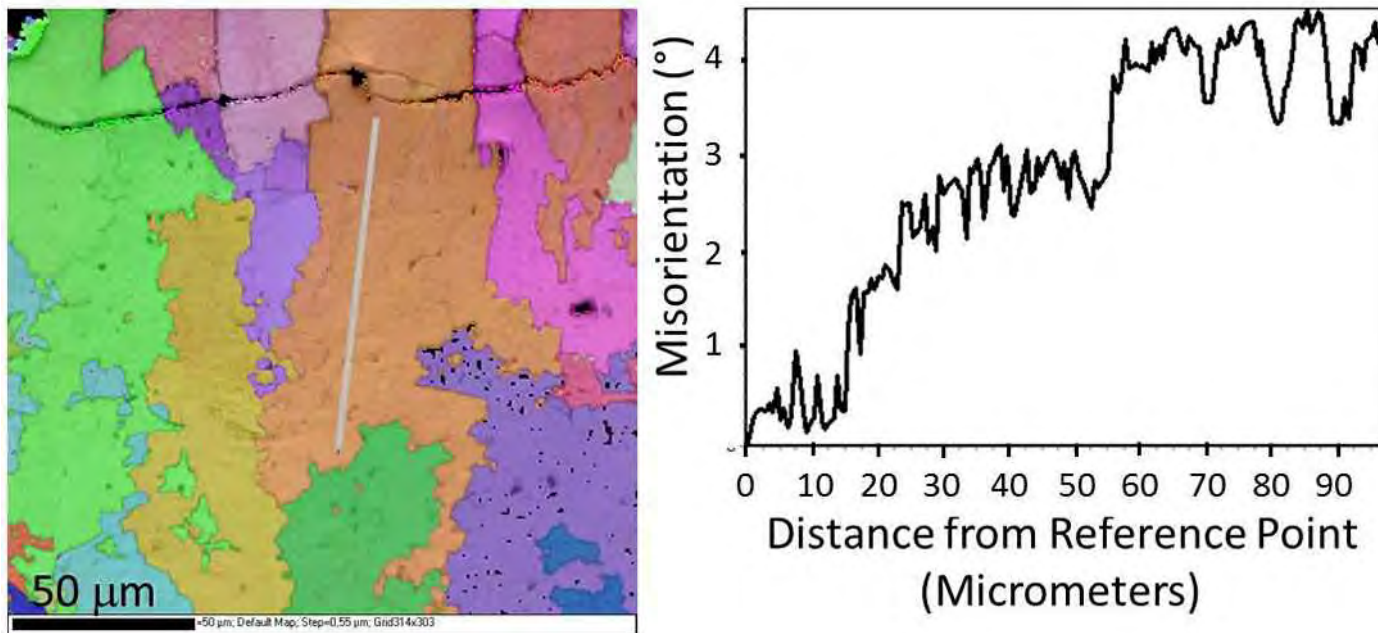 50 μm
=50 μm; Default Map; Step=0,55 μm; Grid314x303
Misorientation (°)
4
3
2
1
0
0 10 20 30 40 50 60 70 80 90
Distance from Reference Point
(Micrometers)